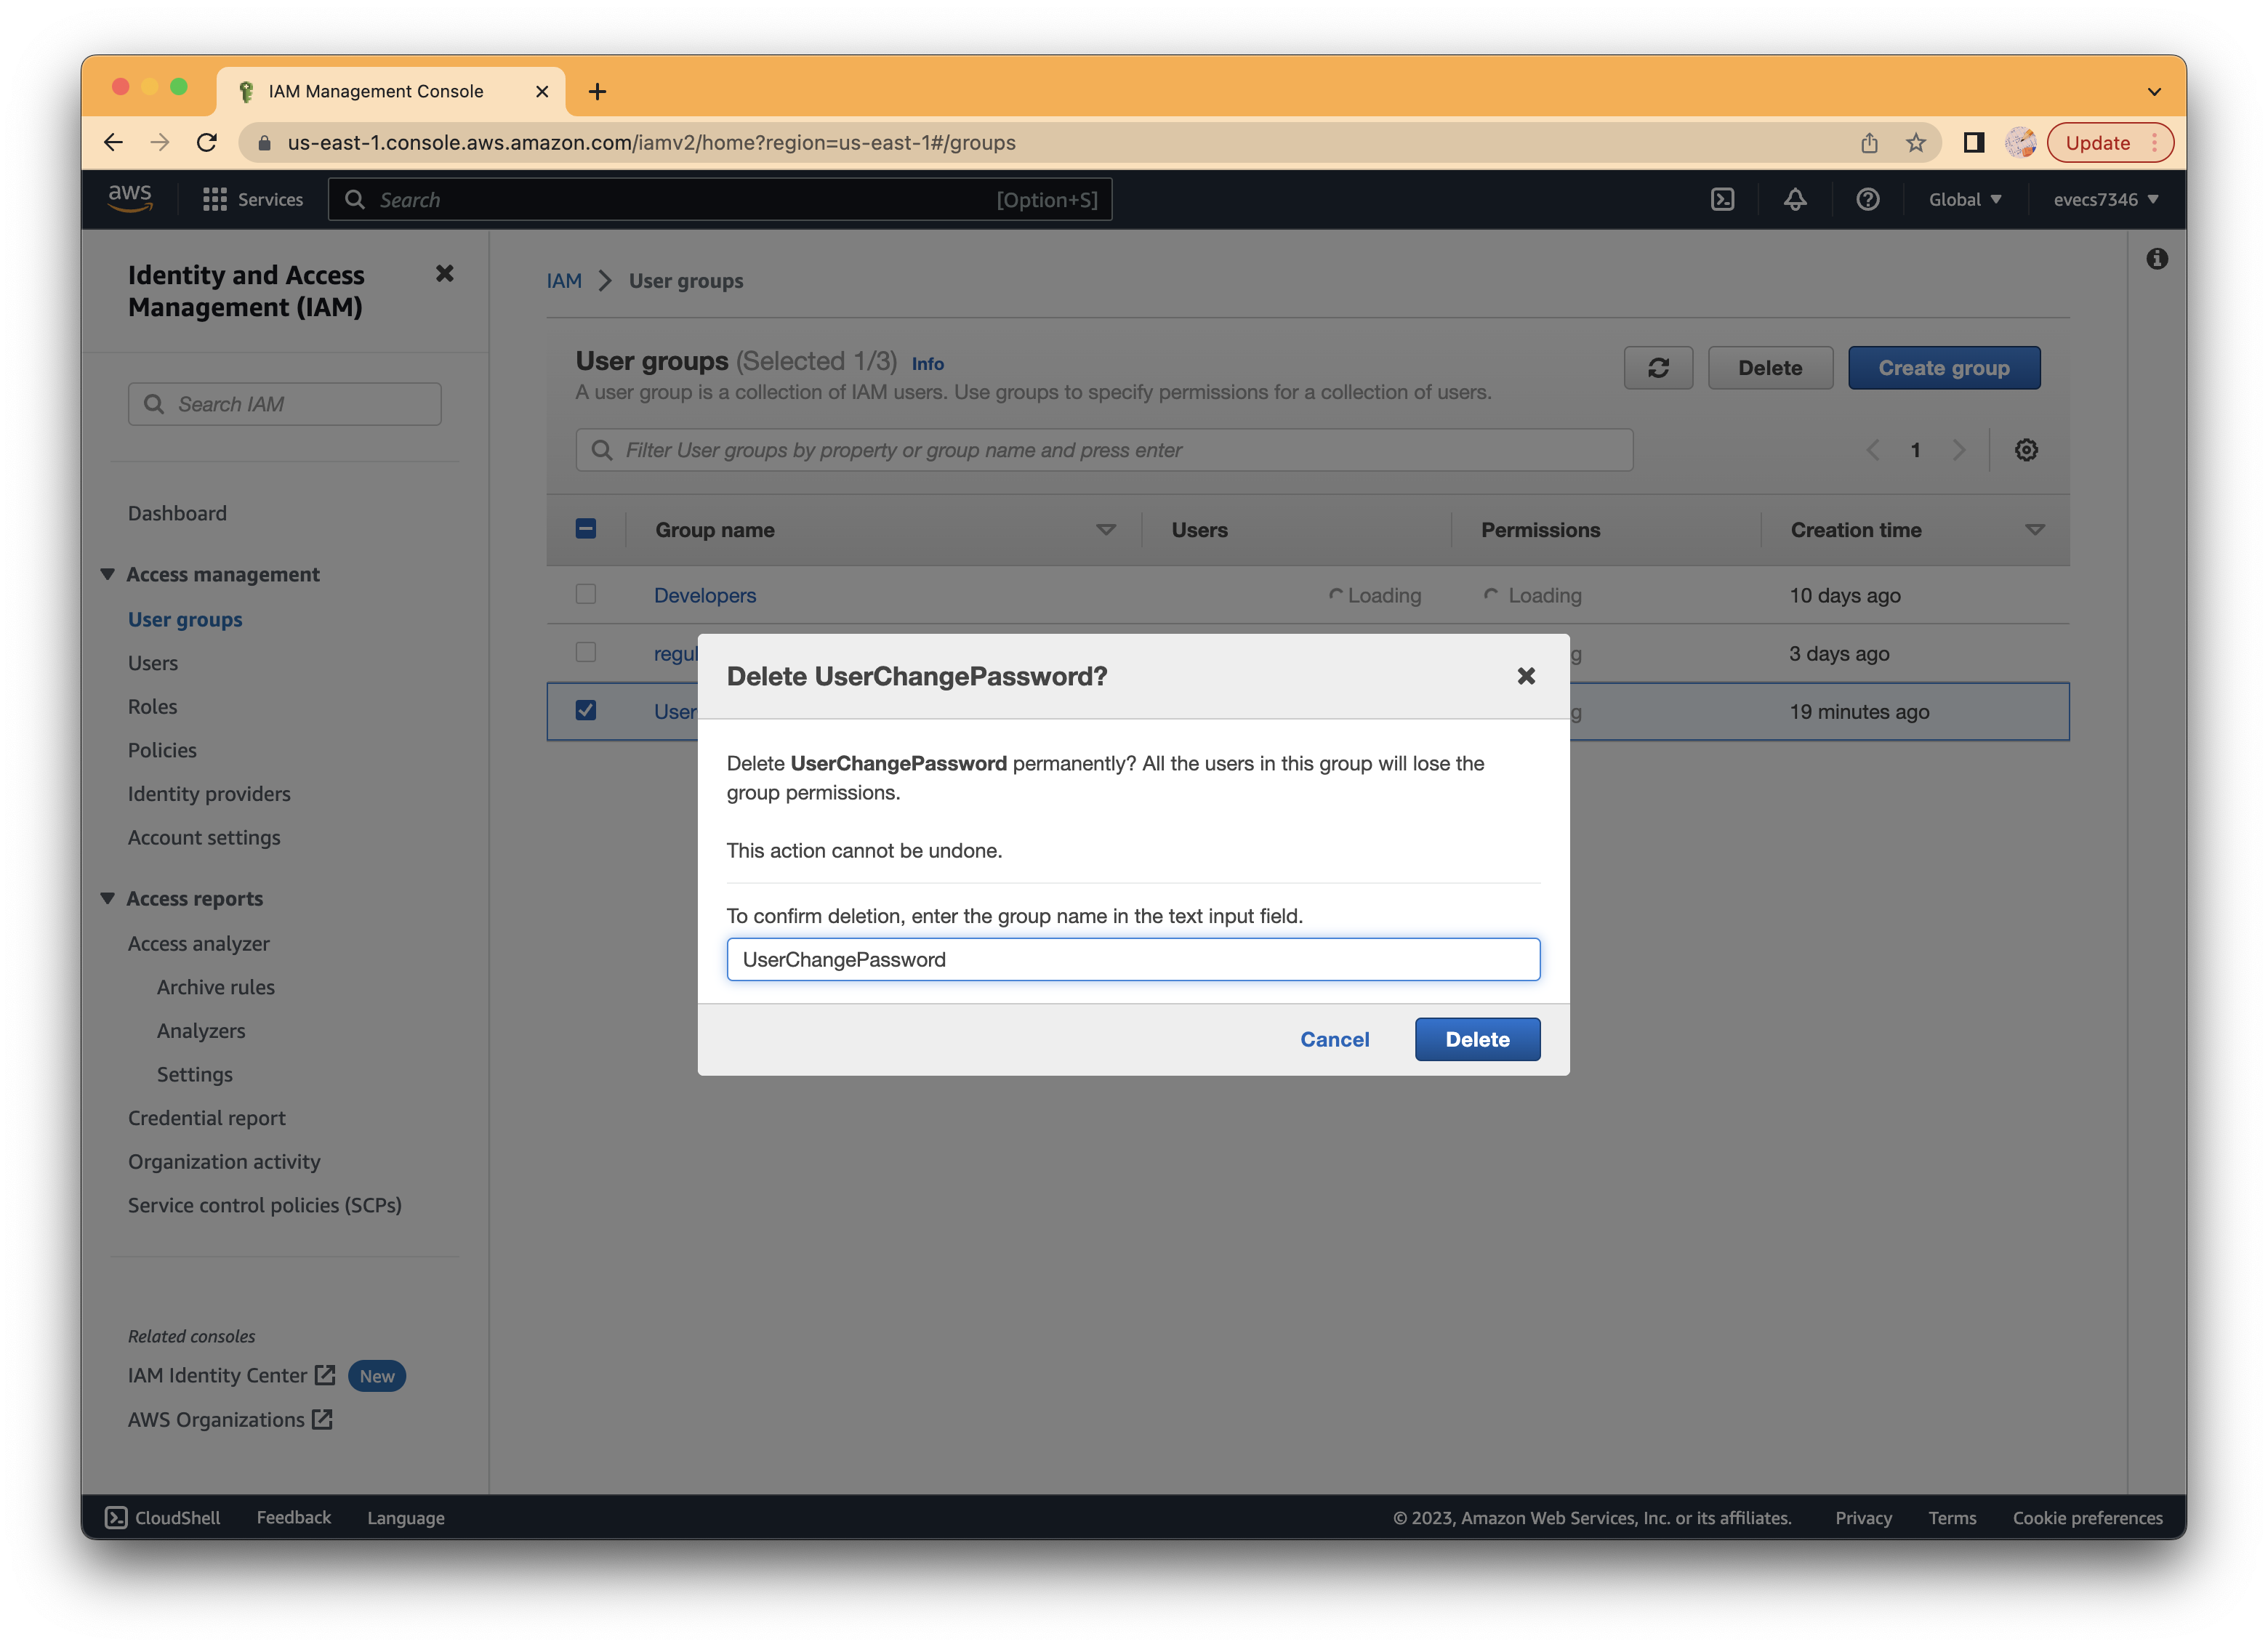 IAM Management Console
us-east-1.console.aws.amazon.com/iamv2/home?region=us-east-1#/groups
Update
aws
Services
Search
[Option+S]
Global
evecs7346
Identity and Access
Management (IAM)
Search IAM
Dashboard
Access management
User groups
Users
Roles
Policies
Identity providers
Account settings
Access reports
Access analyzer
Archive rules
Analyzers
Settings
Credential report
Organization activity
Service control policies (SCPs)
Related consoles
IAM Identity Center New
AWS Organizations
IAM > User groups
User groups (Selected 1/3) Info
A user group is a collection of IAM users. Use groups to specify permissions for a collection of users.
Delete
Create group
Filter User groups by property or group name and press enter
1
Group name Users Permissions Creation time
Developers Loading Loading 10 days ago
regul g 3 days ago
User g 19 minutes ago
Delete UserChangePassword?
Delete UserChangePassword permanently? All the users in this group will lose the
group permissions.
This action cannot be undone.
To confirm deletion, enter the group name in the text input field.
UserChangePassword
Cancel Delete
CloudShell Feedback Language
© 2023, Amazon Web Services, Inc. or its affiliates. Privacy Terms Cookie preferences